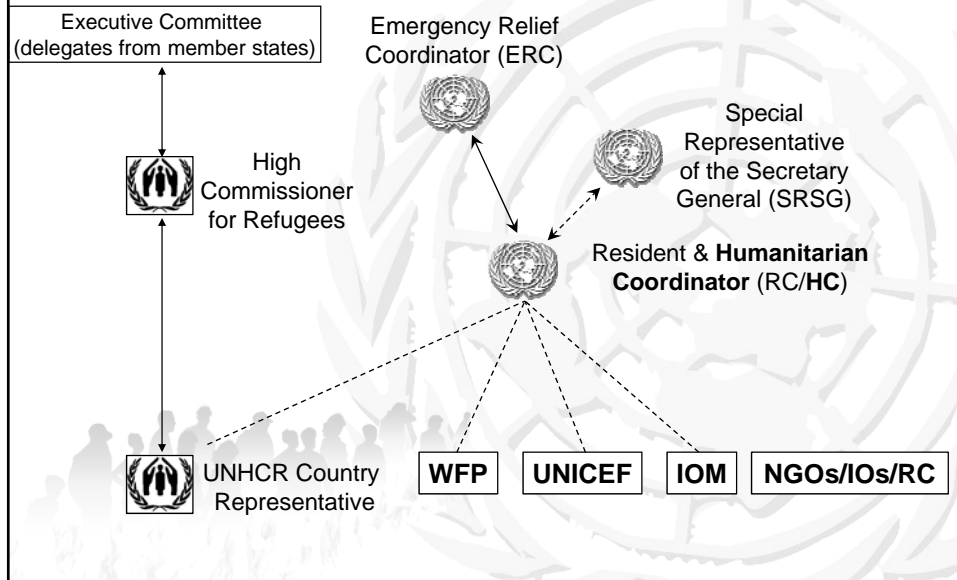 Executive Committee
(delegates from member states)
Emergency Relief
Coordinator (ERC)
Special
Representative
of the Secretary
General (SRSG)
High
Commissioner
for Refugees
Resident & Humanitarian
Coordinator (RC/HC)
UNHCR Country
Representative
WFP
UNICEF
IOM
NGOs/IOs/RC